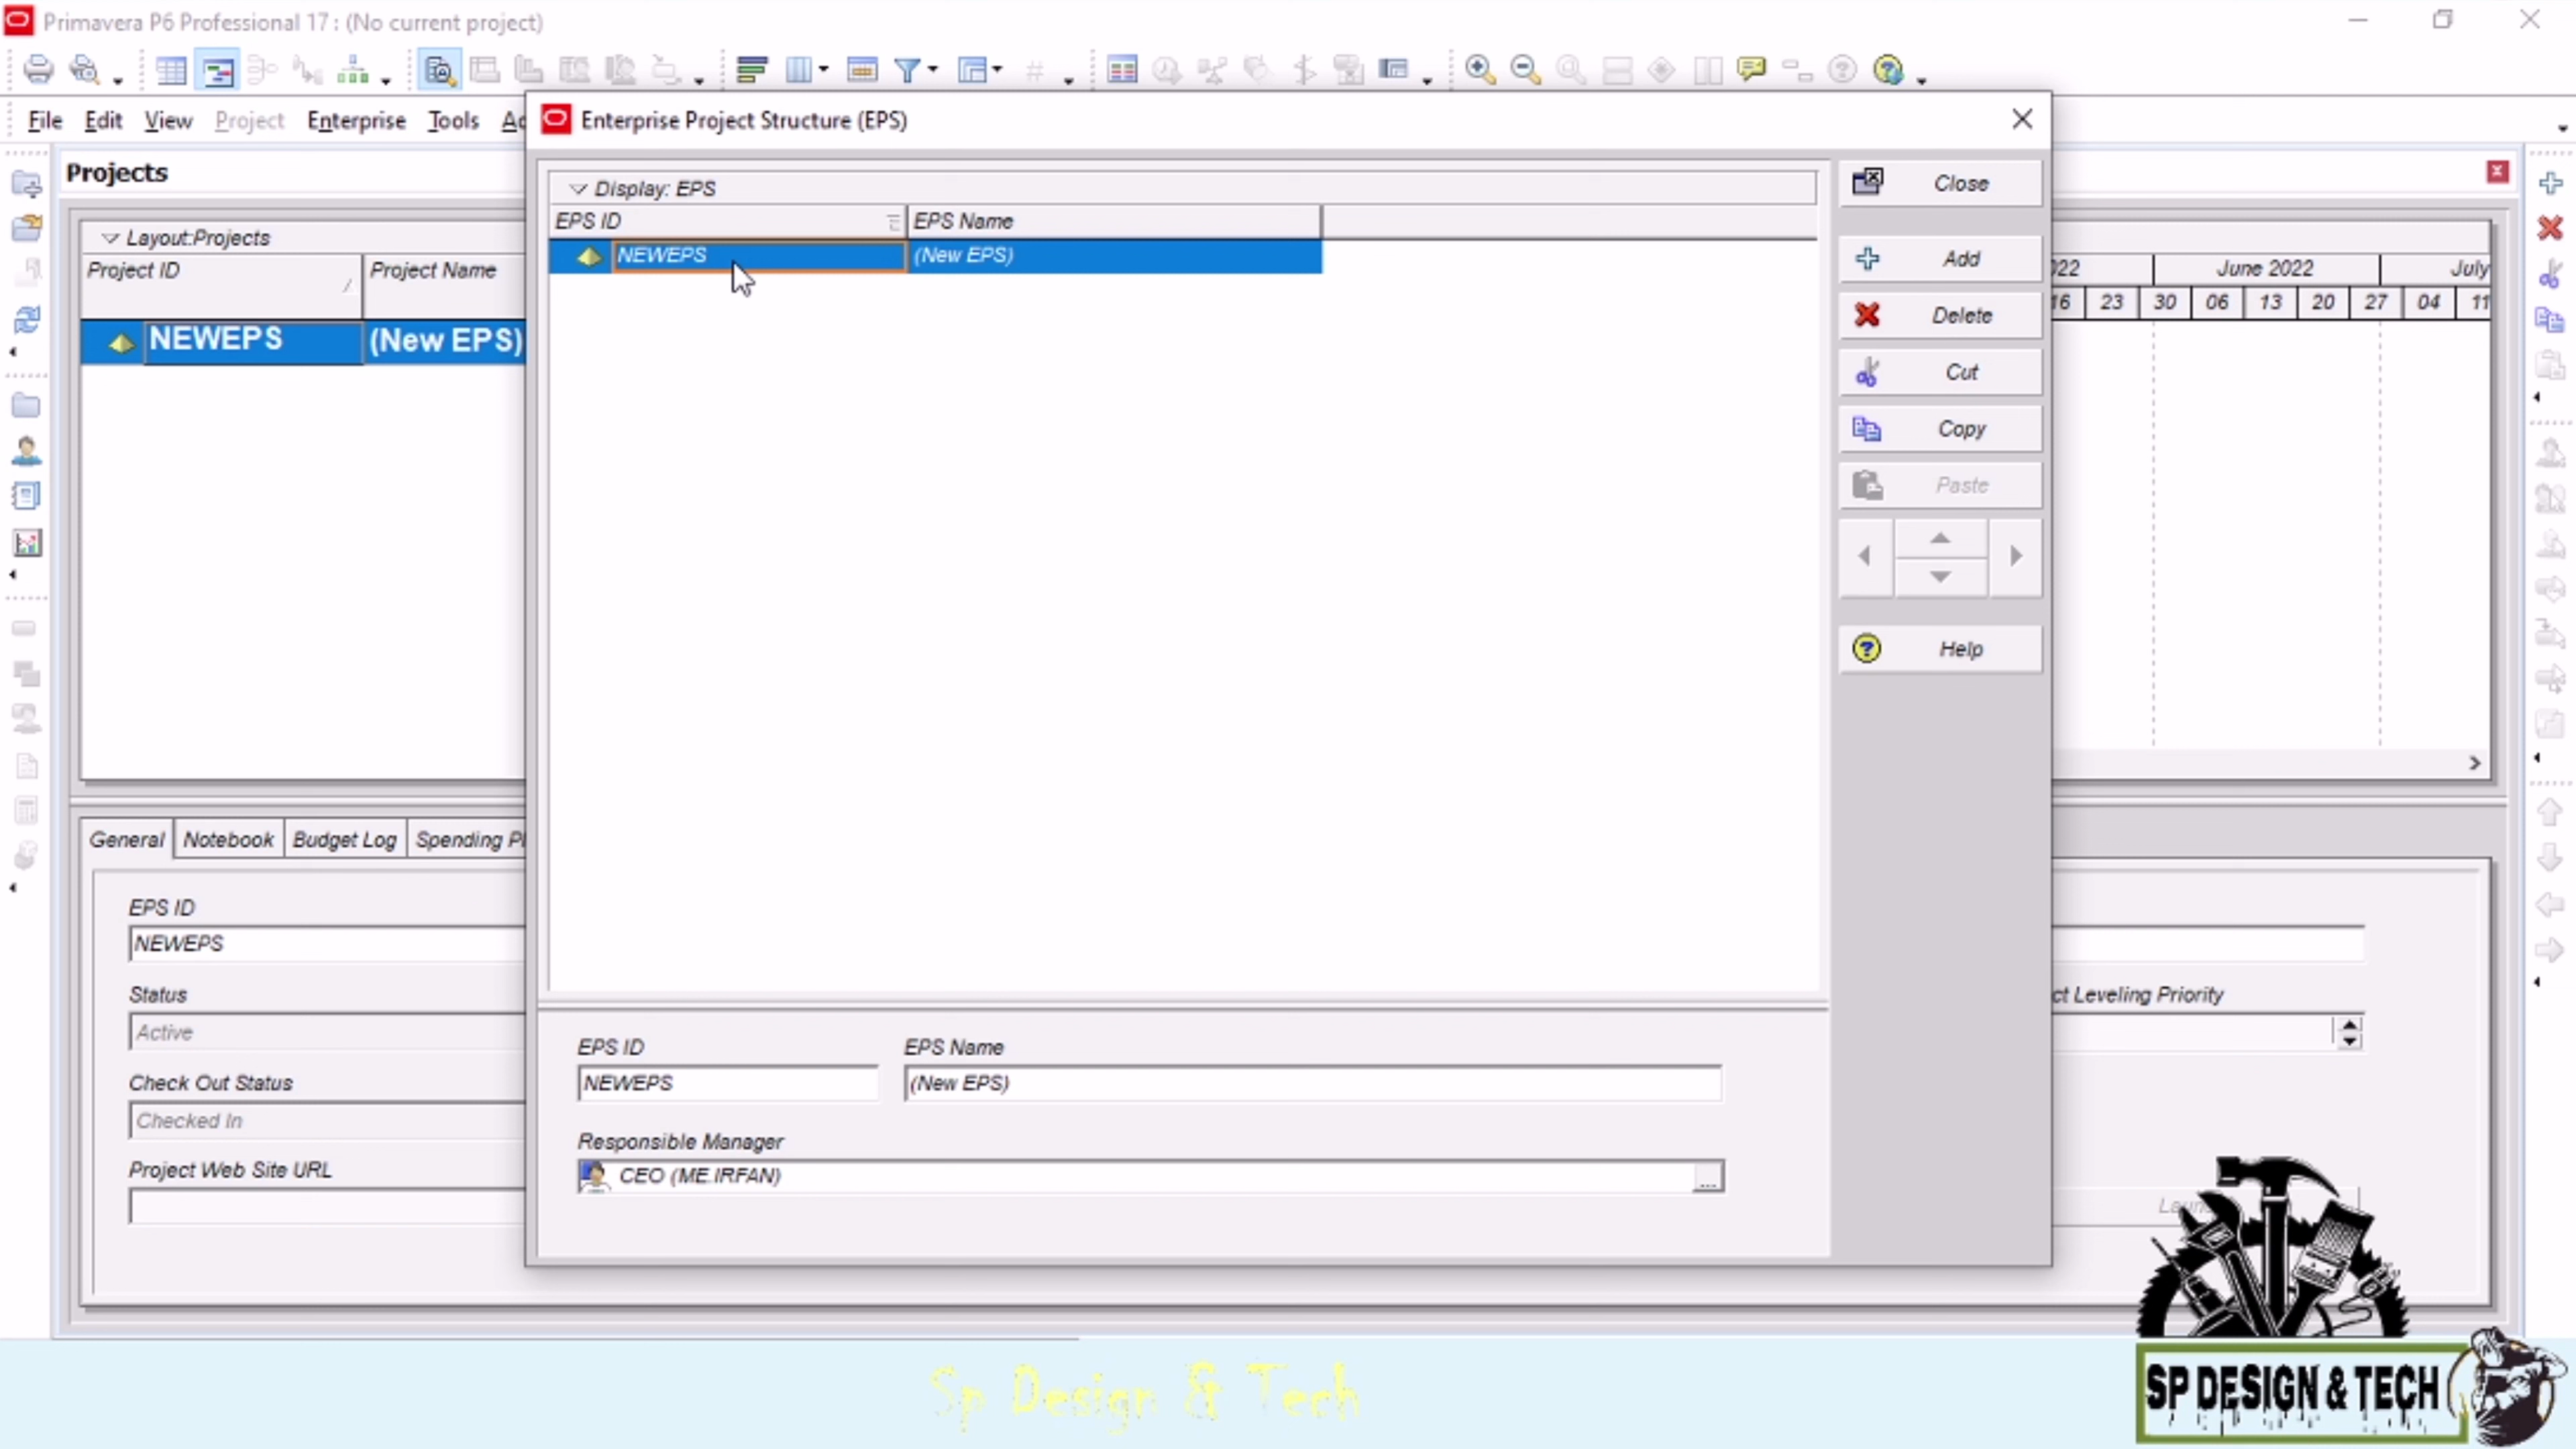 Primavera P6 Professional 17 : (No current project)
File Edit View Project Enterprise Tools
Enterprise Project Structure (EPS)
Projects
Display: EPS
Close
Layout:Projects
EPS ID EPS Name
Project ID Project Name
NEWEPS (New EPS)
Add
June 2022 July
16 23 30 06 13 20 27 04 11
NEWEPS (New EPS)
Delete
Cut
Copy
Paste
Help
General Notebook Budget Log
EPS ID
NEWEPS
Status
Active
Check Out Status
Checked In
Project Web Site URL
Leveling Priority
EPS ID EPS Name
NEWEPS (New EPS)
Responsible Manager
CEO (ME.IRFAN)
...
Sp Design & Tech
SP DESIGN & TECH